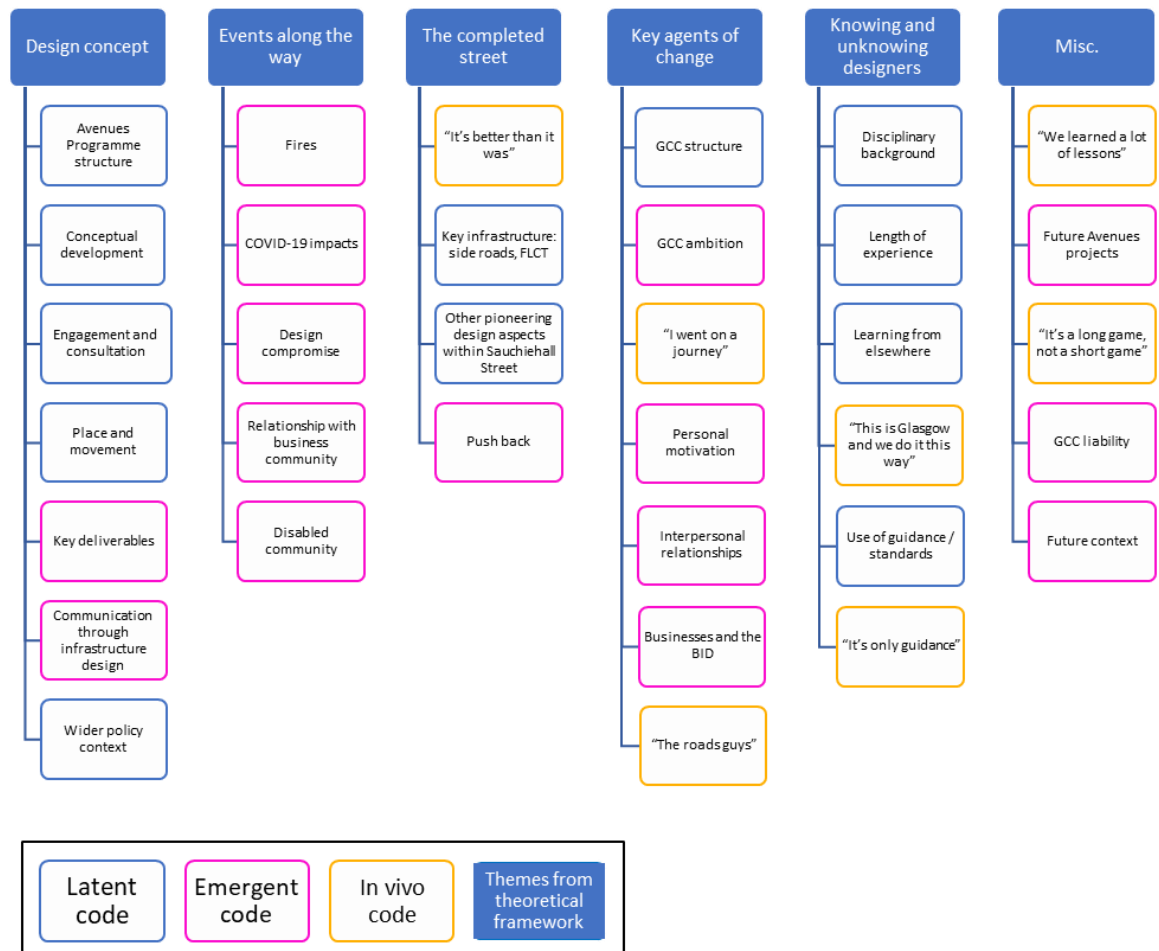 Design concept
Avenues
Programme
structure
Conceptual
development
Engagement and
consultation
Place and
movement
Key deliverables
Communication
through
infrastructure
design
Wider policy
context
Events along the
way
Fires
COVID-19 impacts
Design
compromise
Relationship with
business
community
Disabled
community
The completed
street
“It’s better than it
was”
Key infrastructure:
side roads, FLCT
Other pioneering
design aspects
within Sauchiehall
Street
Push back
Key agents of
change
GCC structure
GCC ambition
“I went on a
journey”
Personal
motivation
Interpersonal
relationships
Businesses and the
BID
“The roads guys”
Knowing and
unknowing
designers
Disciplinary
background
Length of
experience
Learning from
elsewhere
“This is Glasgow
and we do it this
way”
Use of guidance /
standards
“It’s only guidance”
Misc.
“We learned a lot
of lessons”
Future Avenues
projects
“It’s a long game,
not a short game”
GCC liability
Future context
Latent
code
Emergent
code
In vivo
code
Themes from
theoretical
framework